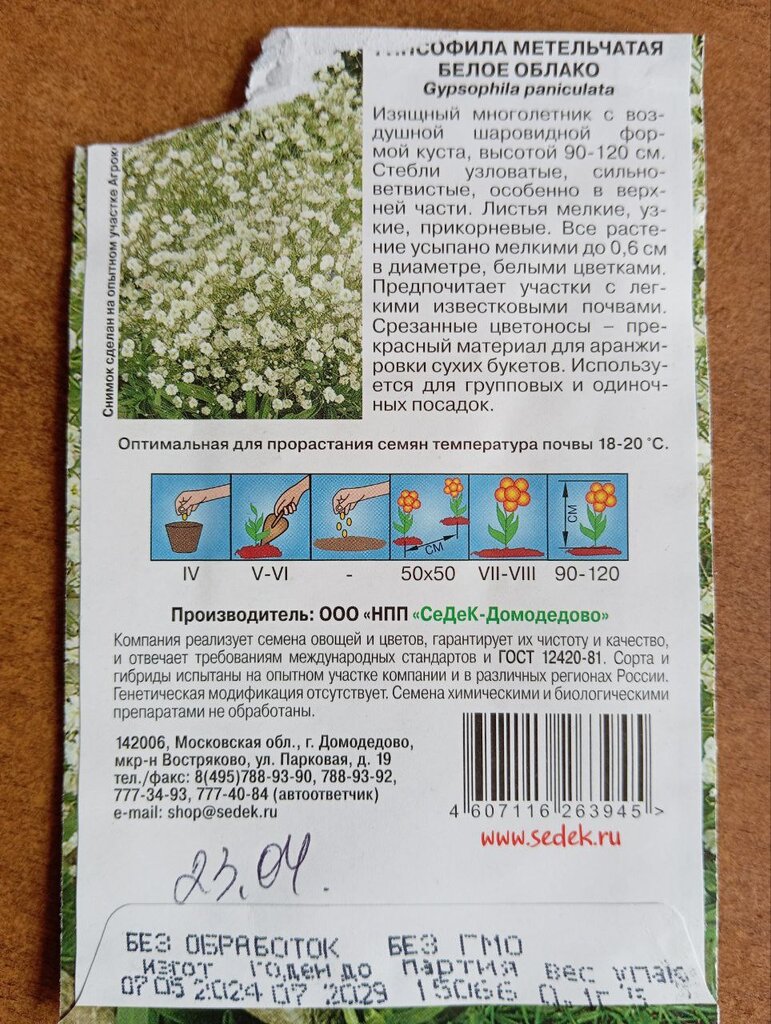 ГИПСОФИЛА МЕТЕЛЬЧАТАЯ
БЕЛОЕ ОБЛАКО
Gypsophila paniculata
Изящный многолетник с воз-
душной шаровидной фор-
мой куста, высотой 90-120 см.
Стебли узловатые, сильно-
ветвистые, особенно в верх-
ней части. Листья мелкие, уз-
кие, прикорневые. Все расте-
ние усыпано мелкими до 0,6 см
в диаметре, белыми цветками.
Предпочитает участки с лег-
кими известковыми почвами.
Срезанные цветоносы – пре-
красный материал для аранжи-
ровки сухих букетов. Использу-
ется для групповых и одиноч-
ных посадок.
Снимок сделан на опытном участке
Оптимальная для прорастания семян температура почвы 18-20 °С.
СМ
СМ
IV V-VI - 50х50 VII-VIII 90-120
Производитель: ООО «НПП «СеДеК-Домодедово»
Компания реализует семена овощей и цветов, гарантирует их чистоту и качество,
и отвечает требованиям международных стандартов и ГОСТ 12420-81. Сорта и
гибриды испытаны на опытном участке компании и в различных регионах России.
Генетическая модификация отсутствует. Семена химическими и биологическими
препаратами не обработаны.
142006, Московская обл., г. Домодедово,
мкр-н Востряково, ул. Парковая, д. 19
тел./факс: 8(495)788-93-90, 788-93-92,
777-34-93, 777-40-84 (автоответчик)
e-mail: shop@sedek.ru
4 607116 263945 >
www.sedek.ru
23.04.
БЕЗ ОБРАБОТОК БЕЗ ГМО
изгот годен до партия вес упак
07 05 2024 07 2029 15066